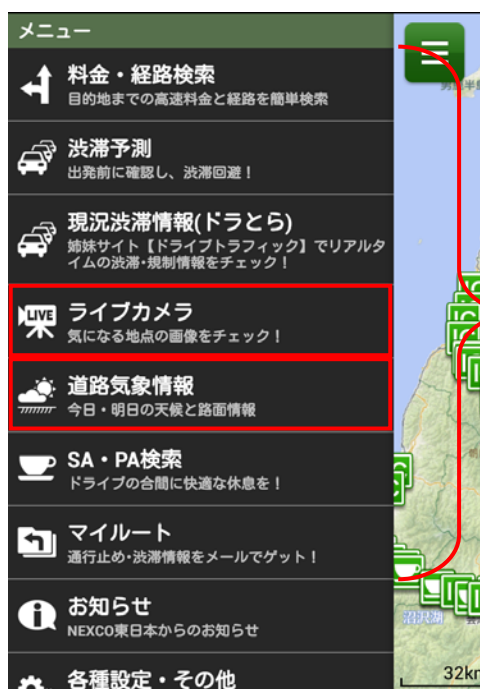 メニュー
料金・経路検索
目的地までの高速料金と経路を簡単検索
渋滞予測
出発前に確認し、渋滞回避！
現況渋滞情報(ドラとら)
姉妹サイト【ドライブトラフィック】でリアルタ
イムの渋滞・規制情報をチェック！
LIVE
ライブカメラ
気になる地点の画像をチェック！
道路気象情報
今日・明日の天候と路面情報
SA・PA検索
ドライブの合間に快適な休息を！
マイルート
通行止め・渋滞情報をメールでゲット！
お知らせ
NEXCO東日本からのお知らせ
各種設定・その他
沼沢湖
32km